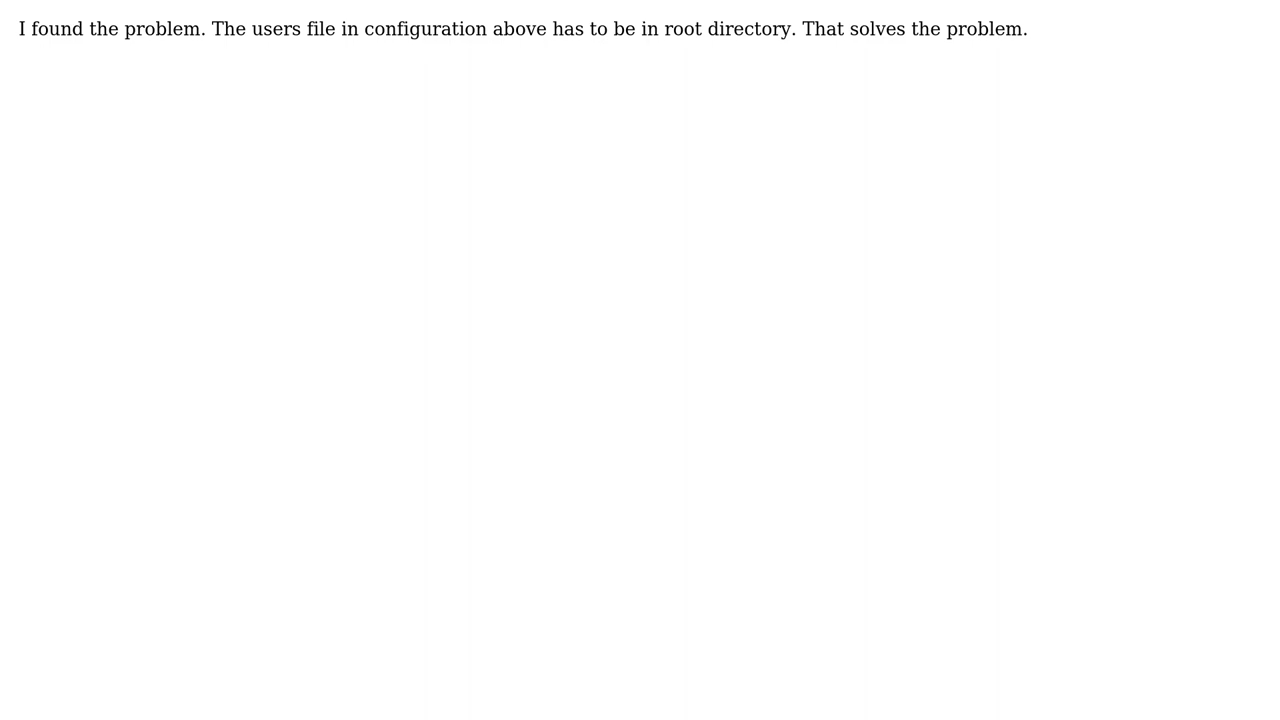 I found the problem. The users file in configuration above has to be in root directory. That solves the problem.